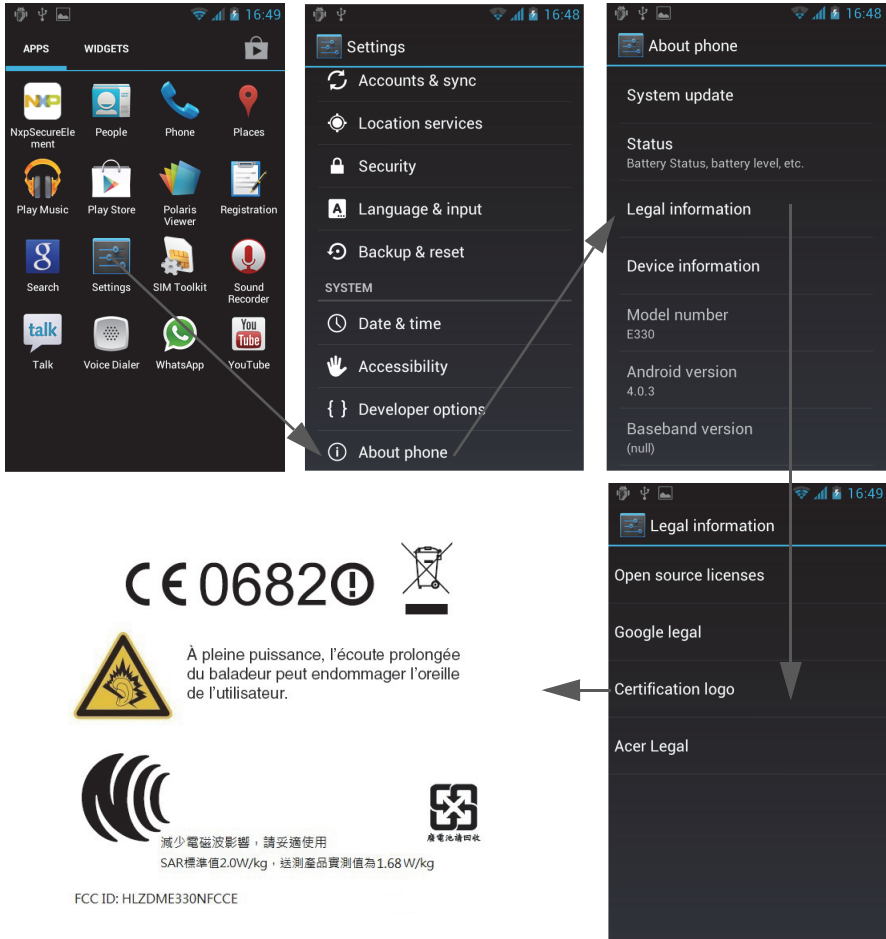 16:49
APPS
WIDGETS
NXP
NxpSecureEle
ment
People
Phone
Places
Play Music
Play Store
Polaris
Viewer
Registration
g
Search
Settings
SIM Toolkit
Sound
Recorder
talk
You
Tube
Talk
Voice Dialer
WhatsApp
YouTube
16:48
Settings
Accounts & sync
Location services
Security
A
Language & input
Backup & reset
SYSTEM
Date & time
Accessibility
{ } Developer options
About phone
16:48
About phone
System update
Status
Battery Status, battery level, etc.
Legal information
Device information
Model number
E330
Android version
4.0.3
Baseband version
(null)
16:49
Legal information
Open source licenses
Google legal
Certification logo
Acer Legal
CE 0682
À pleine puissance, l'écoute prolongée
du baladeur peut endommager l'oreille
de l'utilisateur.
減少電磁波影響，請妥適使用
SAR標準值2.0W/kg，送測產品實測值為1.68 W/kg
廢電池請回收
FCC ID: HLZDME330NFCCE